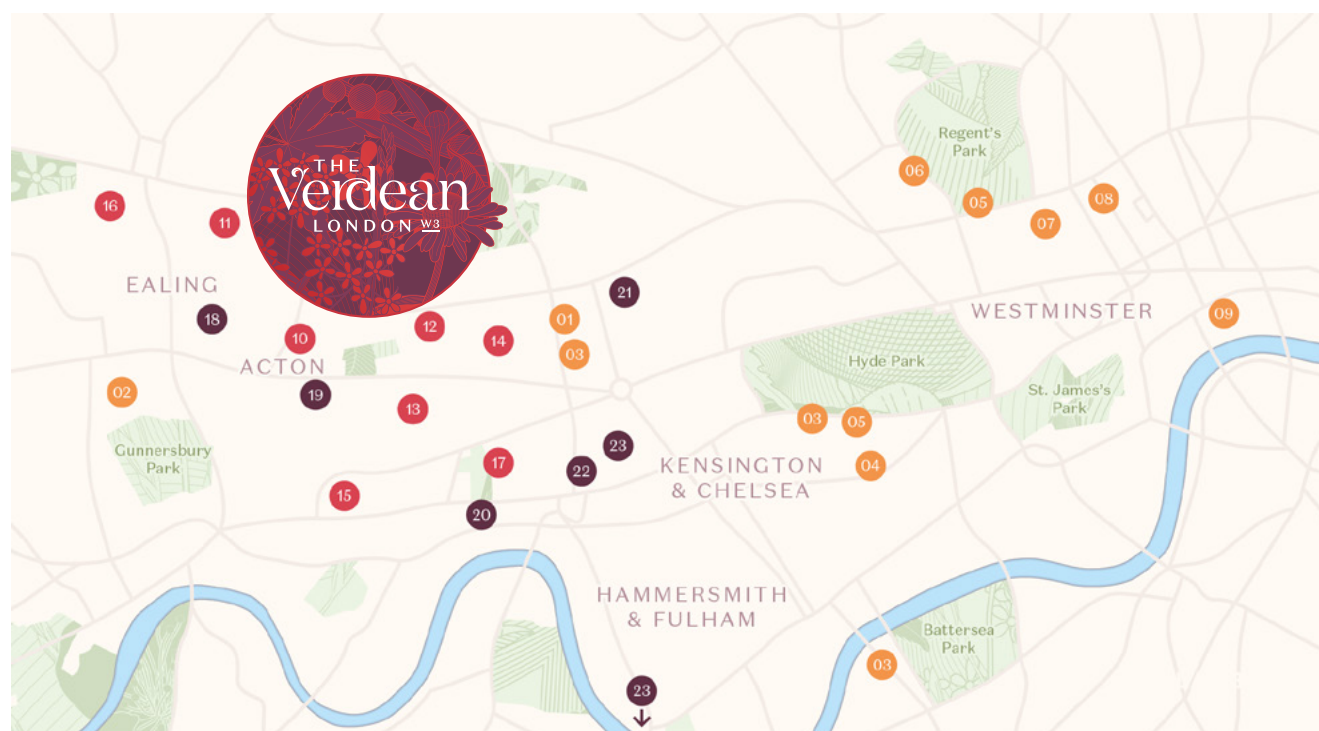 THE
Verdean
LONDON W3
Regent's
Park
06
05
08
07
16
11
EALING
18
10
12
14
01
03
21
WESTMINSTER
09
ACTON
Hyde Park
02
19
13
St. James's
Park
03
05
Gunnersbury
Park
17
22
23
KENSINGTON
& CHELSEA
04
15
20
HAMMERSMITH
& FULHAM
Battersea
Park
03
23